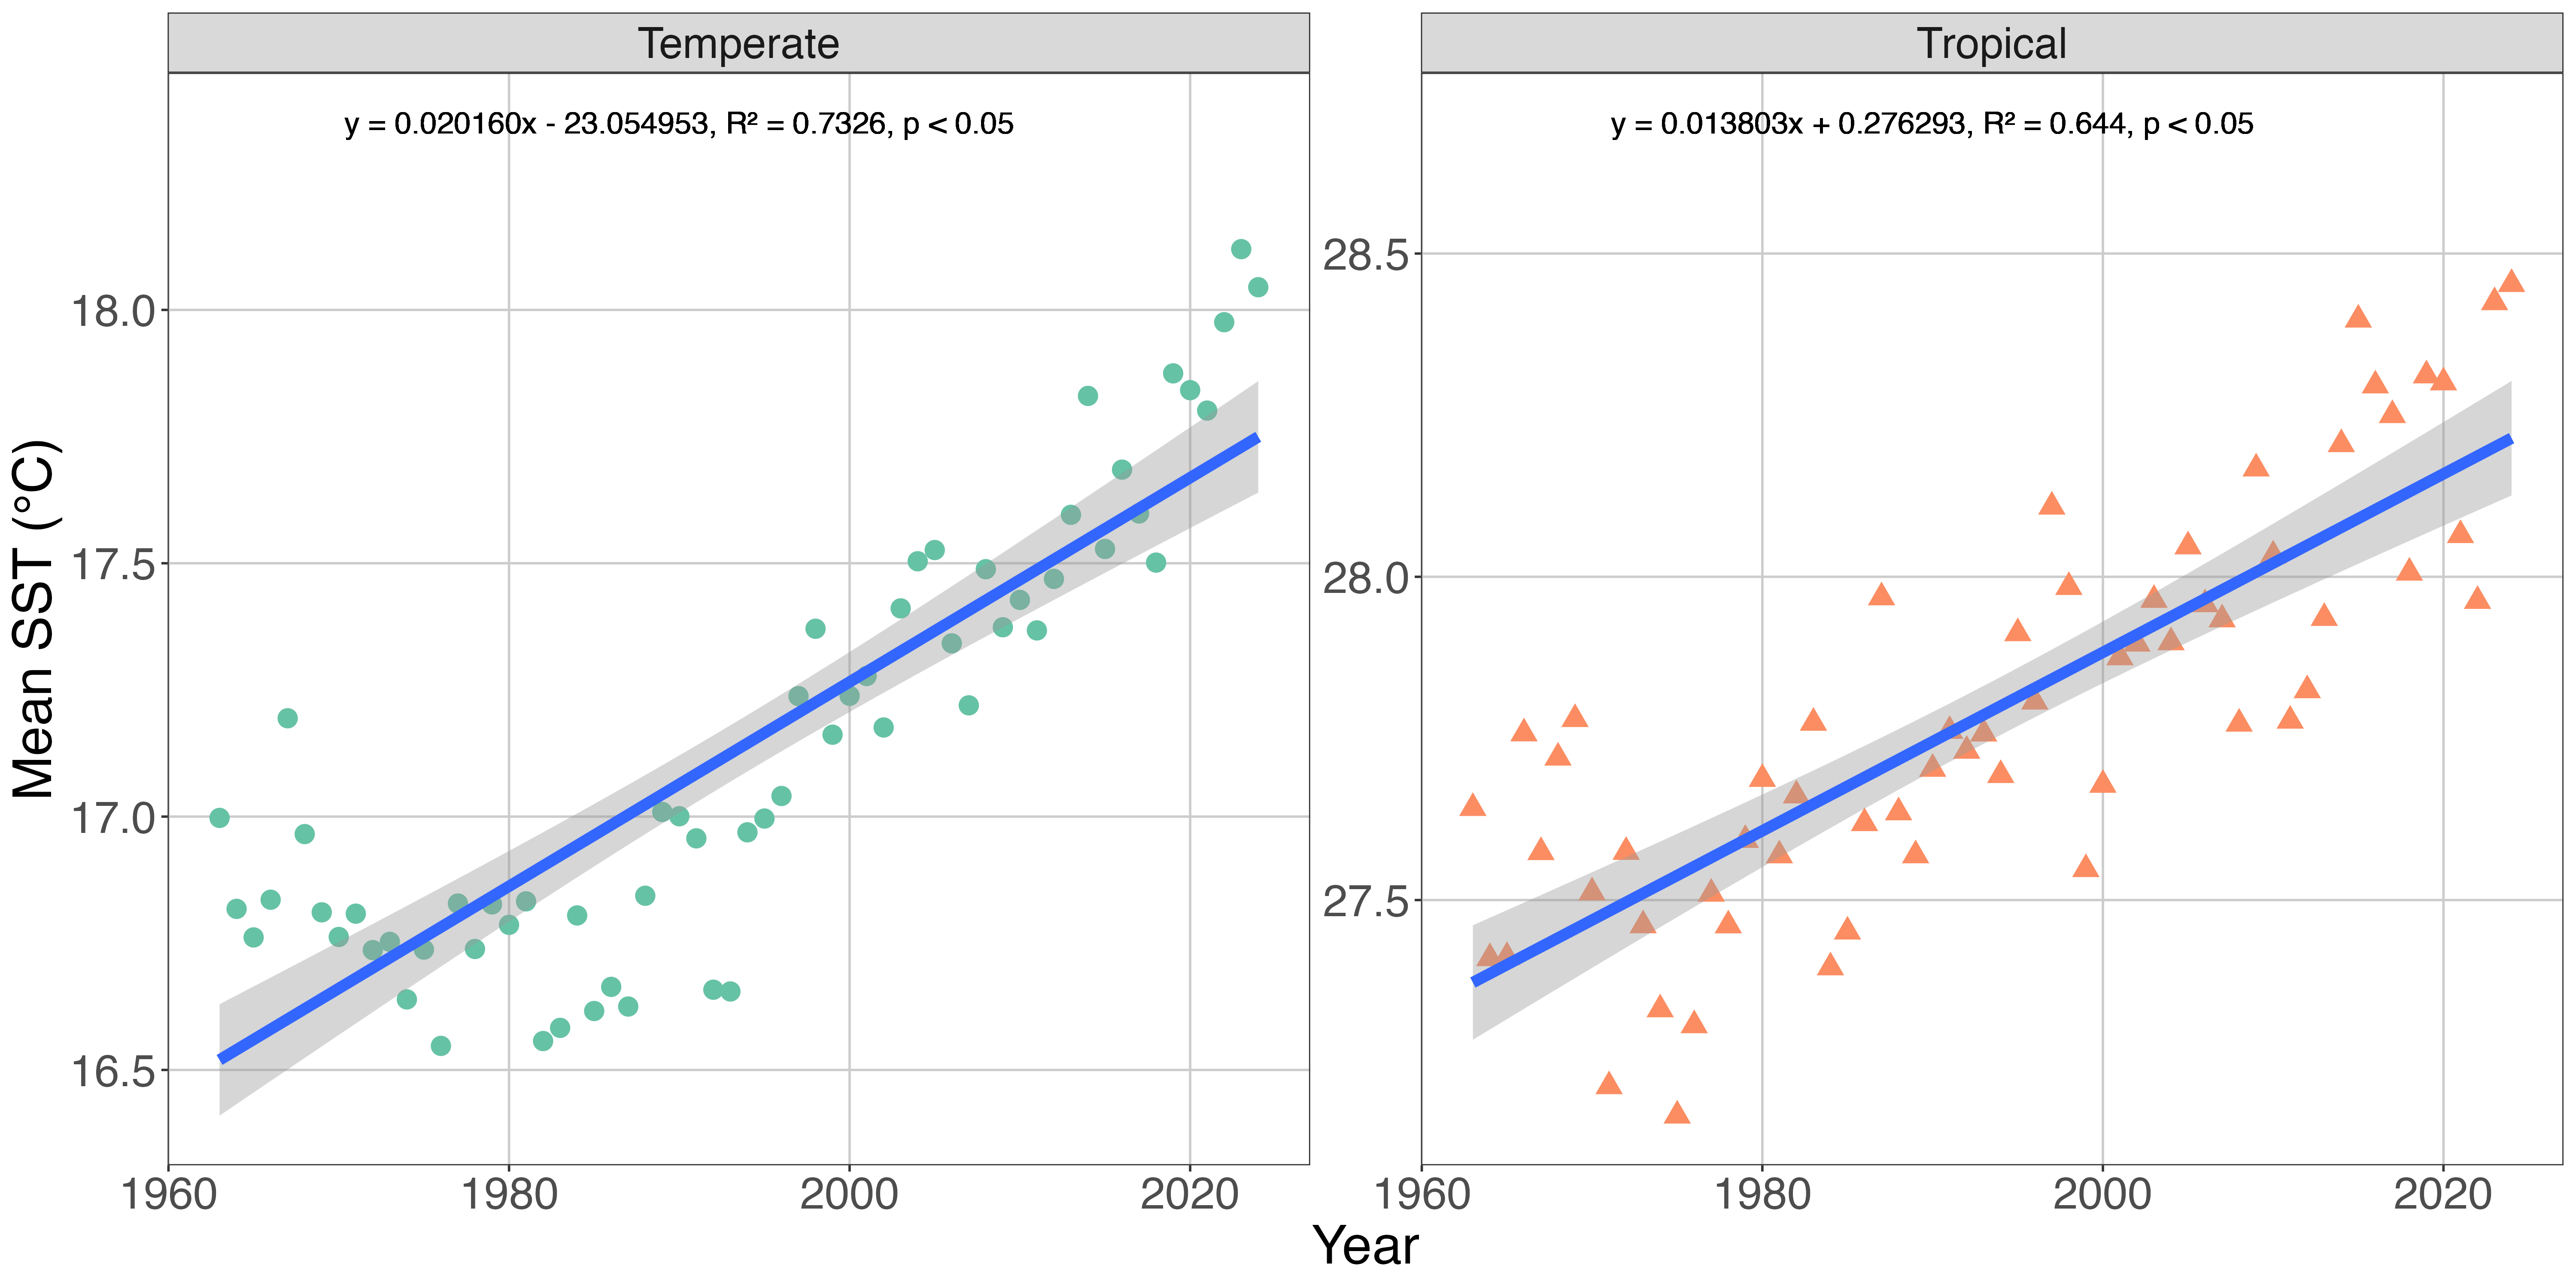 Temperate
Tropical
y = 0.020160x - 23.054953, R² = 0.7326, p < 0.05
y = 0.013803x + 0.276293, R² = 0.644, p < 0.05
Mean SST (°C)
18.0
17.5
17.0
16.5
28.5
28.0
27.5
1960
1980
2000
2020
1960
1980
2000
2020
Year